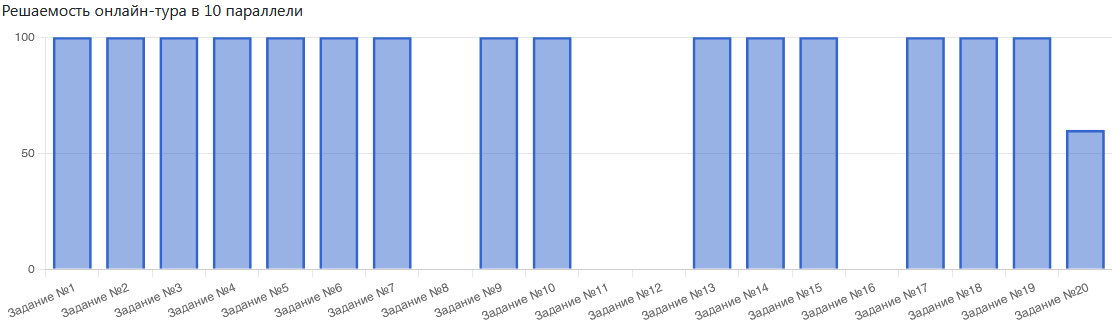 Решаемость онлайн-тура в 10 параллели
100
50
0
Задание №1
Задание №2
Задание №3
Задание №4
Задание №5
Задание №6
Задание №7
Задание №8
Задание №9
Задание №10
Задание №11
Задание №12
Задание №13
Задание №14
Задание №15
Задание №16
Задание №17
Задание №18
Задание №19
Задание №20